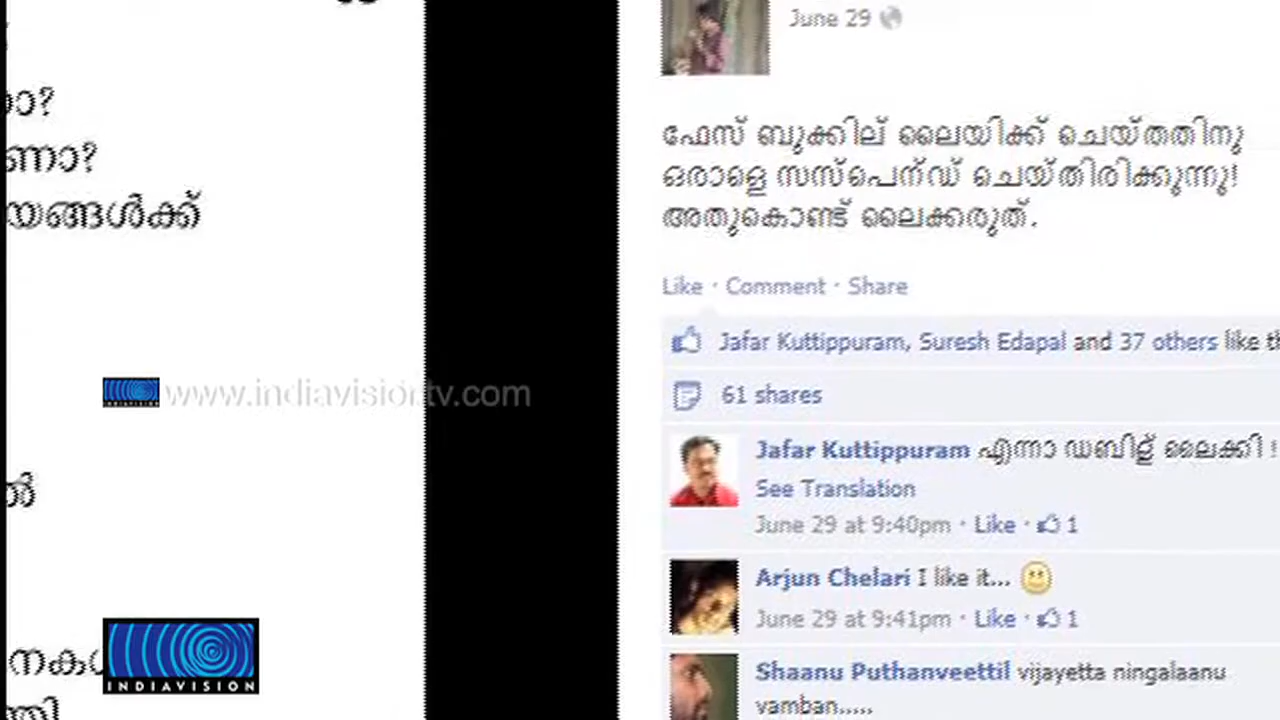 ണോ?
യങ്ങൾക്ക്
www.indiavisiontv.com
INDIAVISION
June 29
ഫേസ് ബുക്കില് ലൈയിക്ക് ചെയ്തതിനു
ഒരാളെ സസ്പെന്ഡ് ചെയ്തിരിക്കുന്നു!
അതുകൊണ്ട് ലൈക്കരുത്.
Like · Comment · Share
Jafar Kuttippuram, Suresh Edapal and 37 others like th
61 shares
Jafar Kuttippuram എന്നാ ഡബില് ലൈക്കി !
See Translation
June 29 at 9:40pm · Like · 1
Arjun Chelari I like it...
June 29 at 9:41pm · Like · 1
Shaanu Puthanveettil vijayetta ningalaanu
vamban.....